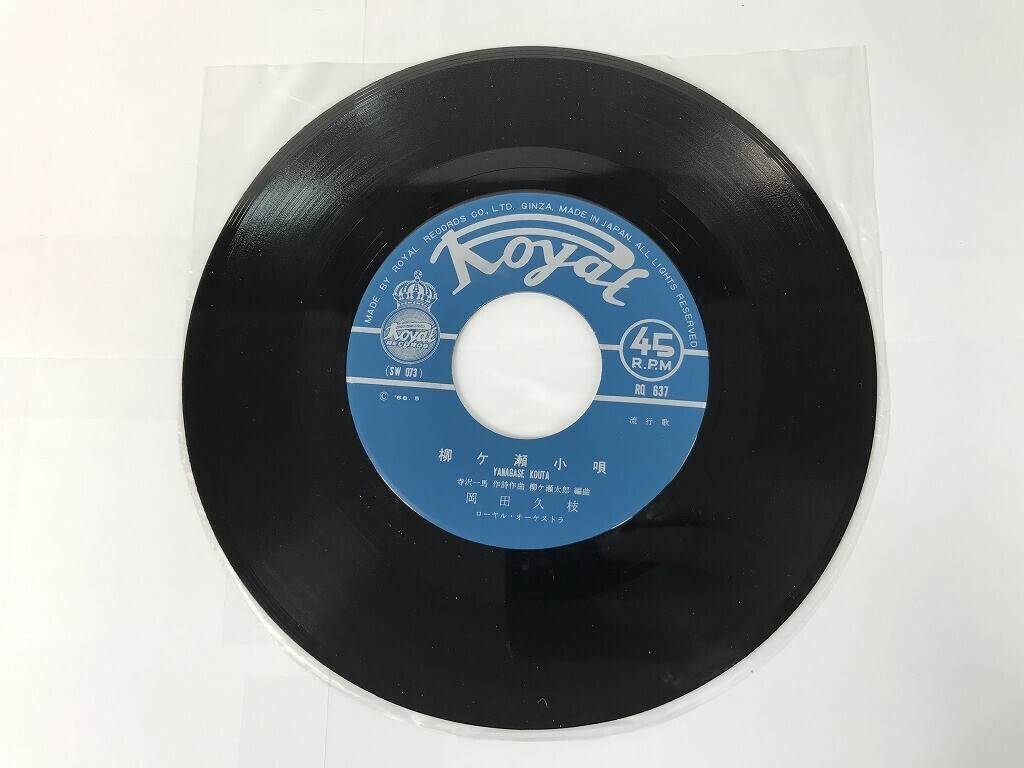 MADE BY ROYAL RECORDS CO., LTD. GINZA, MADE IN JAPAN, ALL LIGHTS RESERVED
Royal
Royal
RECORDS
45
R.P.M
(SW 073)
RQ 637
© '68. 8
流行歌
柳ケ瀬小唄
YANAGASE KOUTA
寺沢一馬 作詩作曲 柳ケ瀬太郎 編曲
岡田久枝
ローヤル・オーケストラ